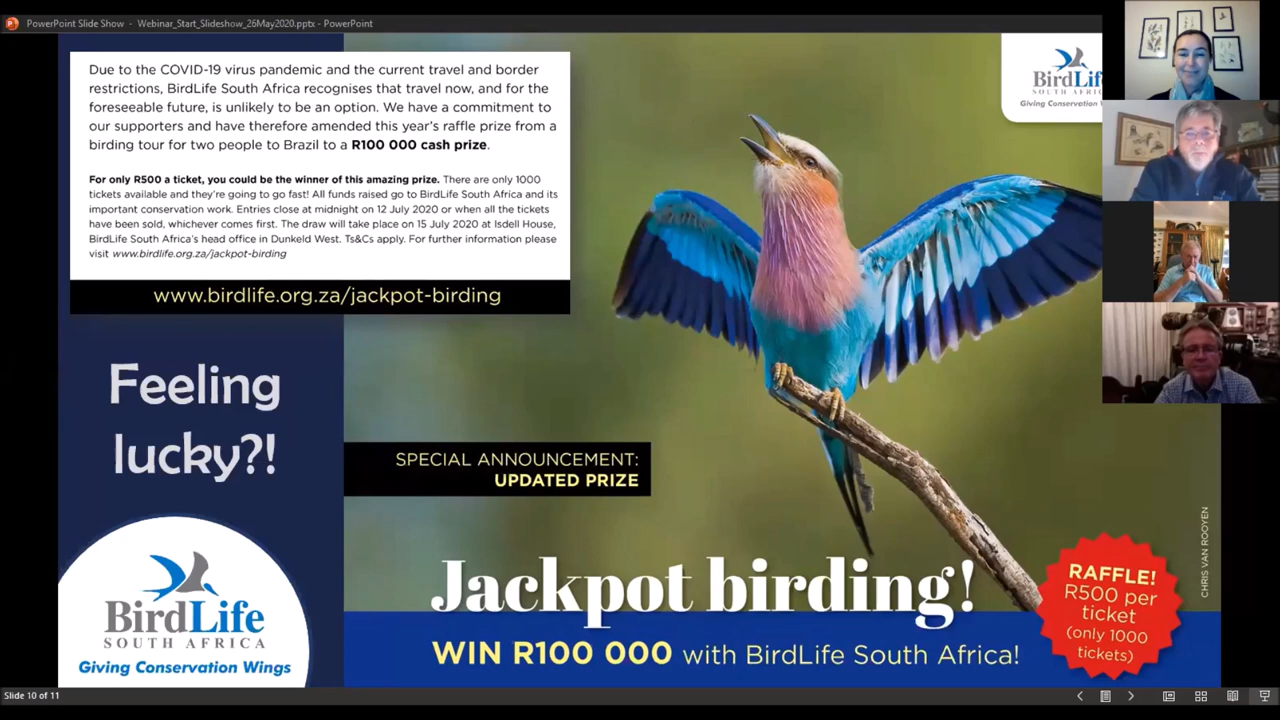 PowerPoint Slide Show - Webinar_Start_Slideshow_26May2020.pptx - PowerPoint
Due to the COVID-19 virus pandemic and the current travel and border
restrictions, BirdLife South Africa recognises that travel now, and for the
foreseeable future, is unlikely to be an option. We have a commitment to
our supporters and have therefore amended this year's raffle prize from a
birding tour for two people to Brazil to a R100 000 cash prize.
For only R500 a ticket, you could be the winner of this amazing prize. There are only 1000
tickets available and they're going to go fast! All funds raised go to BirdLife South Africa and its
important conservation work. Entries close at midnight on 12 July 2020 or when all the tickets
have been sold, whichever comes first. The draw will take place on 15 July 2020 at Isdell House,
BirdLife South Africa's head office in Dunkeld West. Ts&Cs apply. For further information please
visit www.birdlife.org.za/jackpot-birding
www.birdlife.org.za/jackpot-birding
BirdLife
SOUTH AFRICA
Giving Conservation
Feeling
lucky?!
SPECIAL ANNOUNCEMENT:
UPDATED PRIZE
BirdLife
SOUTH AFRICA
Giving Conservation Wings
Jackpot birding!
WIN R100 000 with BirdLife South Africa!
CHRIS VAN ROOYEN
RAFFLE!
R500 per
ticket
(only 1000
tickets)
Slide 10 of 11